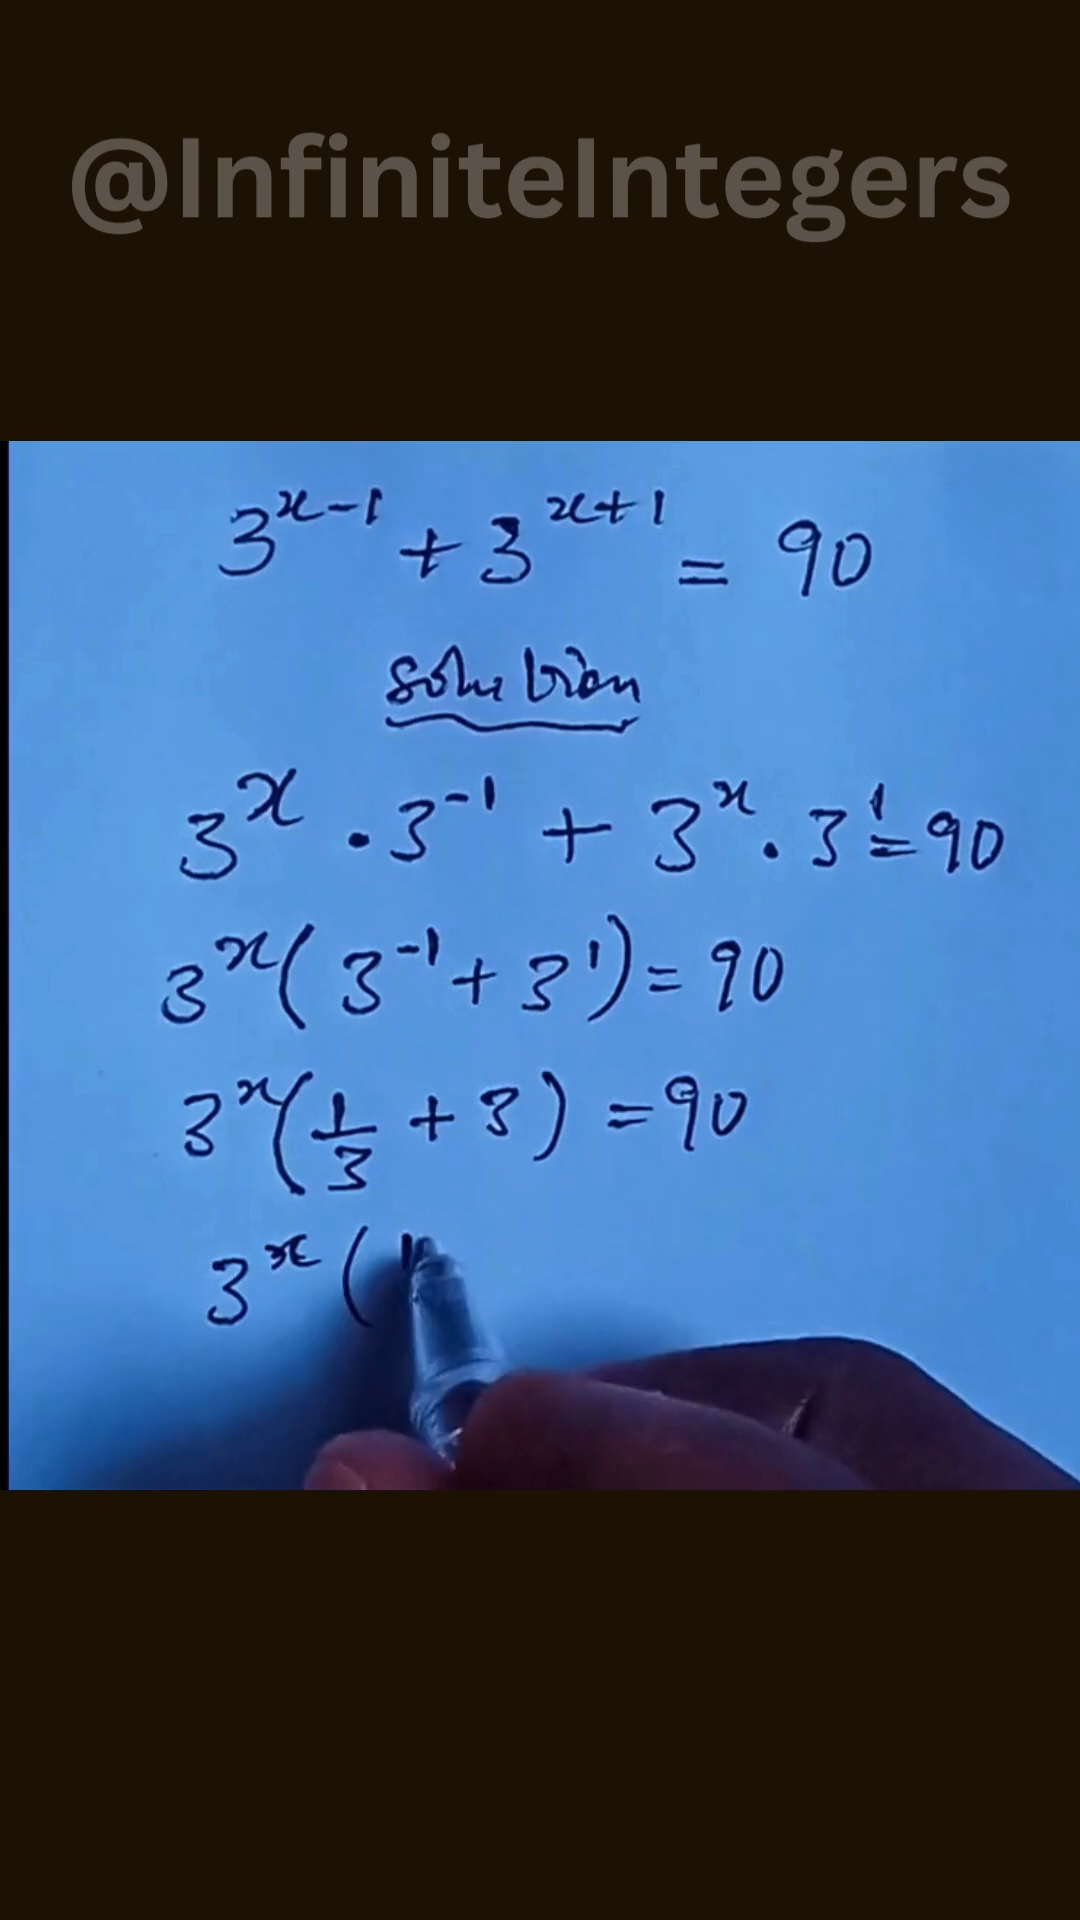 @InfiniteIntegers
3^{x-1} + 3^{x+1} = 90
solution
3^x . 3^{-1} + 3^x . 3^1 = 90
3^x ( 3^{-1} + 3^1 ) = 90
3^x ( 1/3 + 3 ) = 90
3^x ( 1